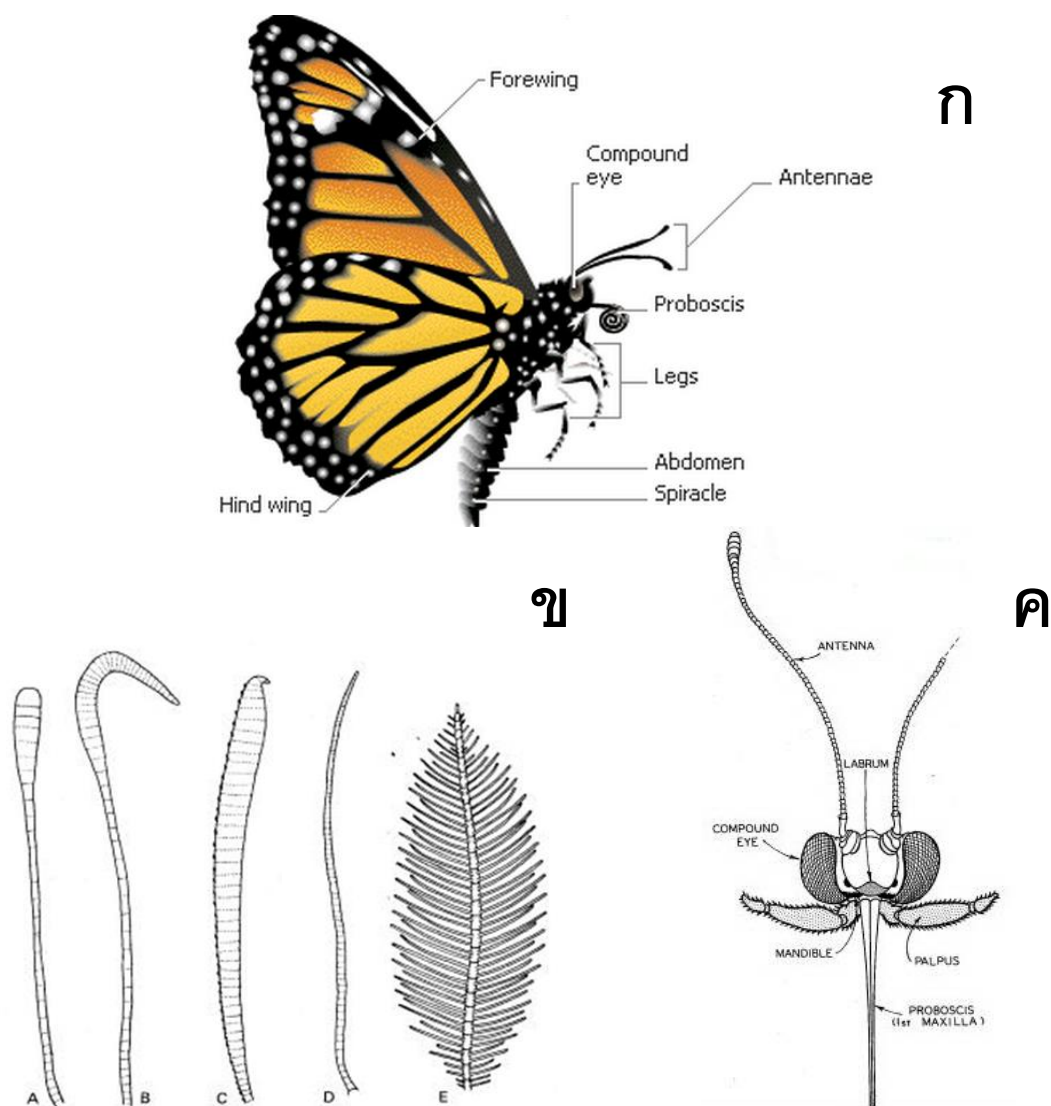 ก
Forewing
Compound
eye
Antennae
Proboscis
Legs
Abdomen
Spiracle
Hind wing
ข
A B C D E
ค
ANTENNA
LABRUM
COMPOUND
EYE
MANDIBLE
PALPUS
PROBOSCIS
(1ST MAXILLA)